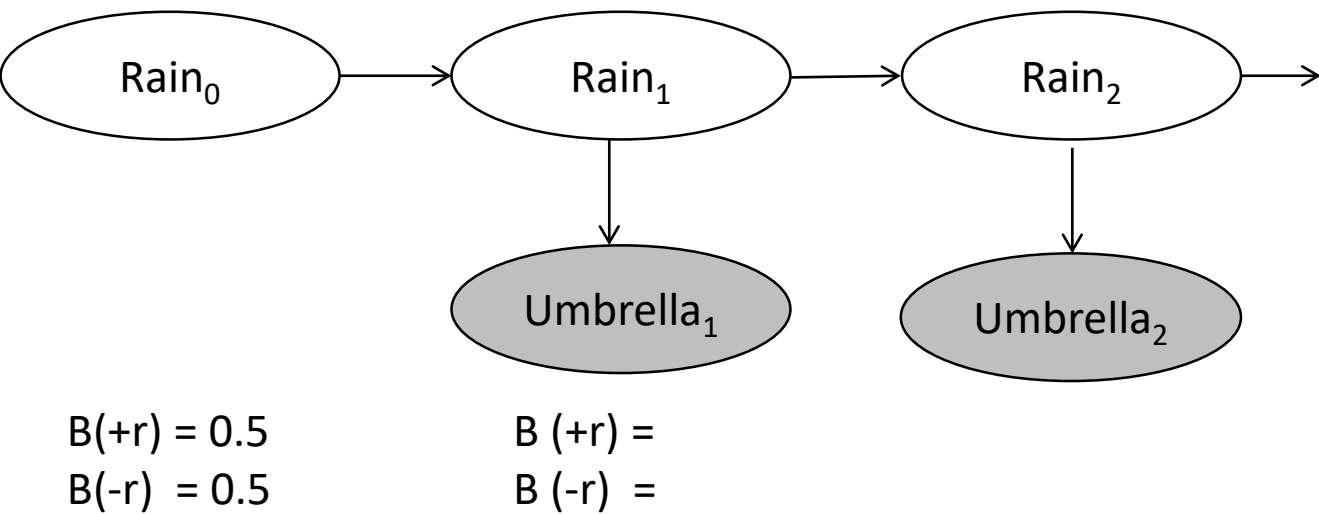 Rain₀ Rain₁ Rain₂
Umbrella₁ Umbrella₂
B(+r) = 0.5 B (+r) =
B(-r) = 0.5 B (-r) =